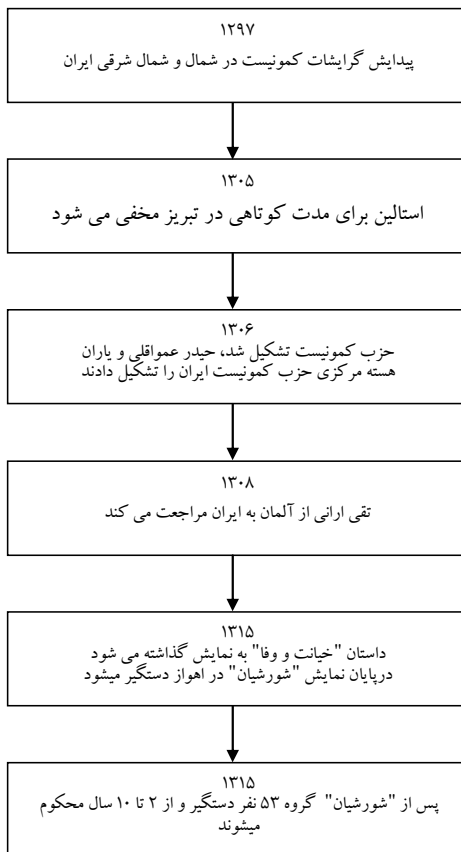 ۱۲۹۷
پیدایش گرایشات کمونیست در شمال و شمال شرقی ایران
۱۳۰۵
استالین برای مدت کوتاهی در تبریز مخفی می شود
۱۳۰۶
حزب کمونیست تشکیل شد، حیدر عمواقلی و یاران
هسته مرکزی حزب کمونیست ایران را تشکیل دادند
۱۳۰۸
تقی ارانی از آلمان به ایران مراجعت می کند
۱۳۱۵
داستان "خیانت و وفا" به نمایش گذاشته می شود
درپایان نمایش "شورشیان" در اهواز دستگیر میشود
۱۳۱۵
پس از "شورشیان" گروه ۵۳ نفر دستگیر و از ۲ تا ۱۰ سال محکوم
میشوند